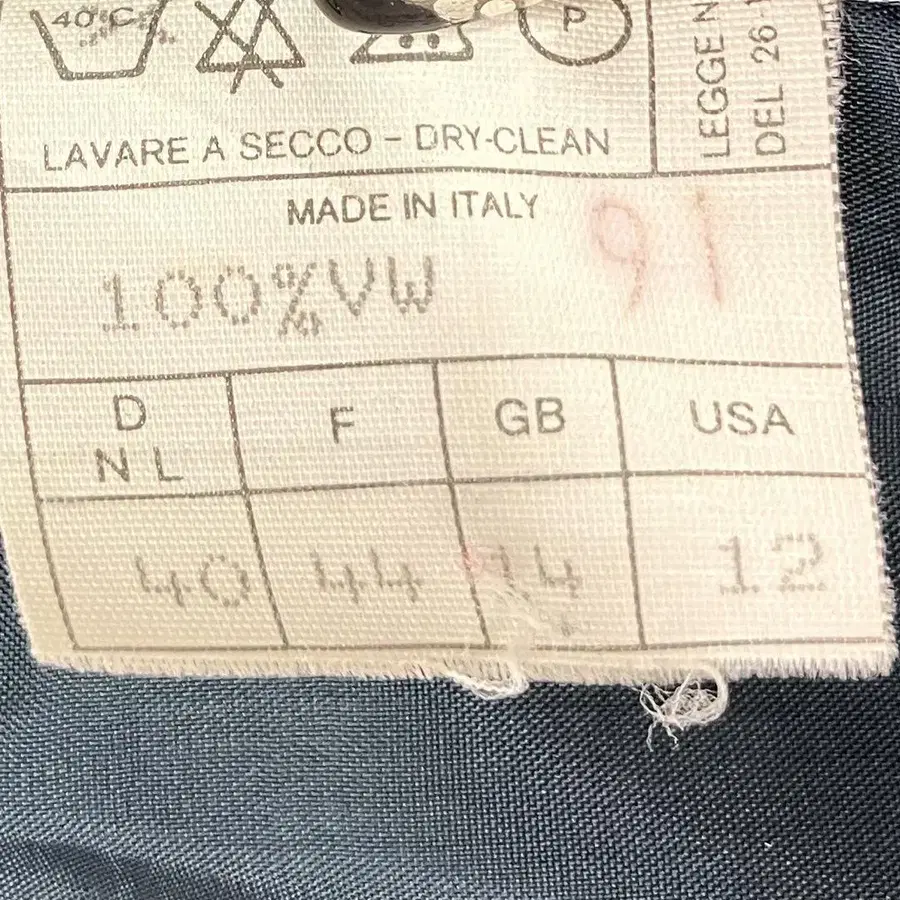 40°C
P
LEGGE N
DEL 26
LAVARE A SECCO - DRY-CLEAN
MADE IN ITALY
91
100%VW
D F GB USA
N L
40 44 14 12